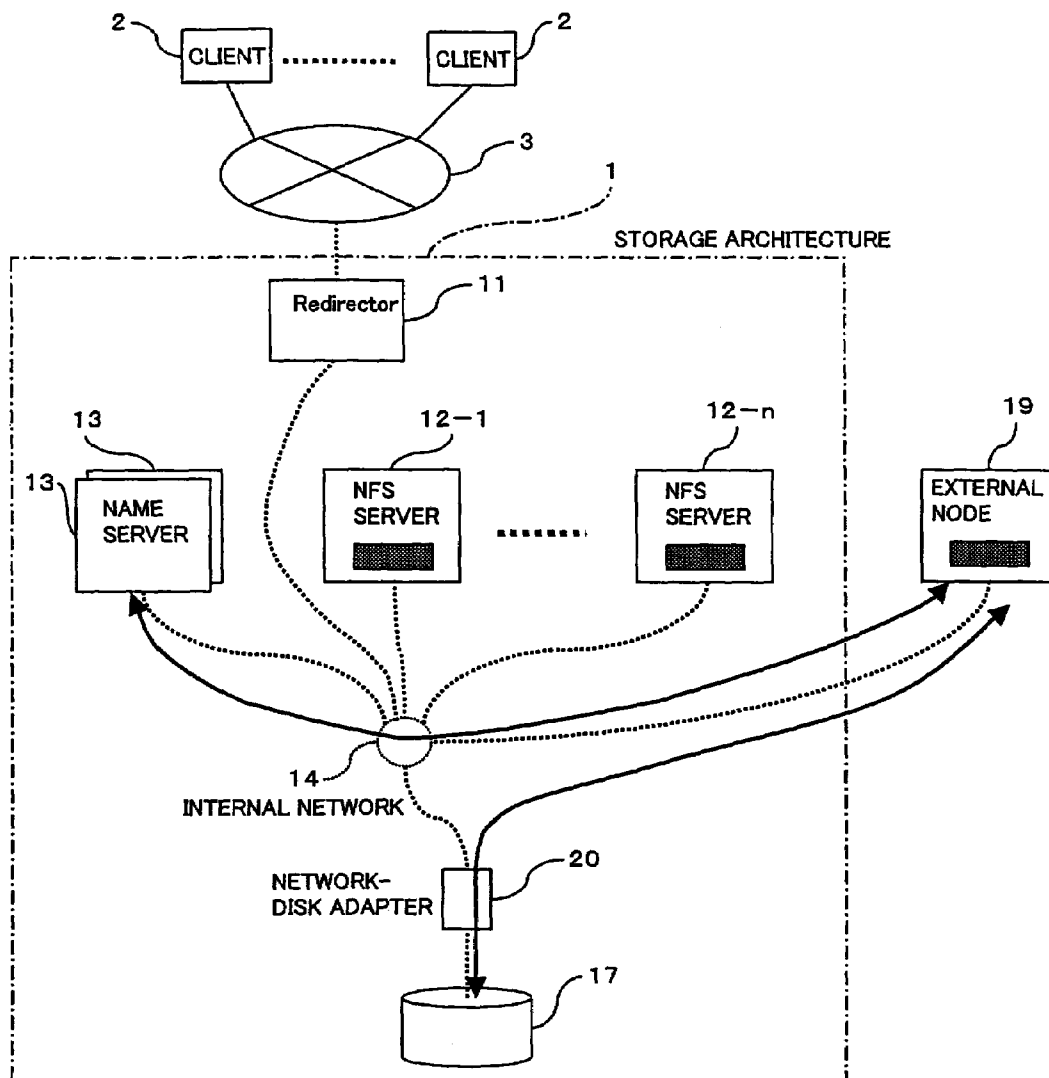 2
CLIENT
2
CLIENT
3
1
STORAGE ARCHITECTURE
11
Redirector
13
13
NAME
SERVER
12-1
NFS
SERVER
12-n
NFS
SERVER
19
EXTERNAL
NODE
14
INTERNAL NETWORK
20
NETWORK-
DISK ADAPTER
17